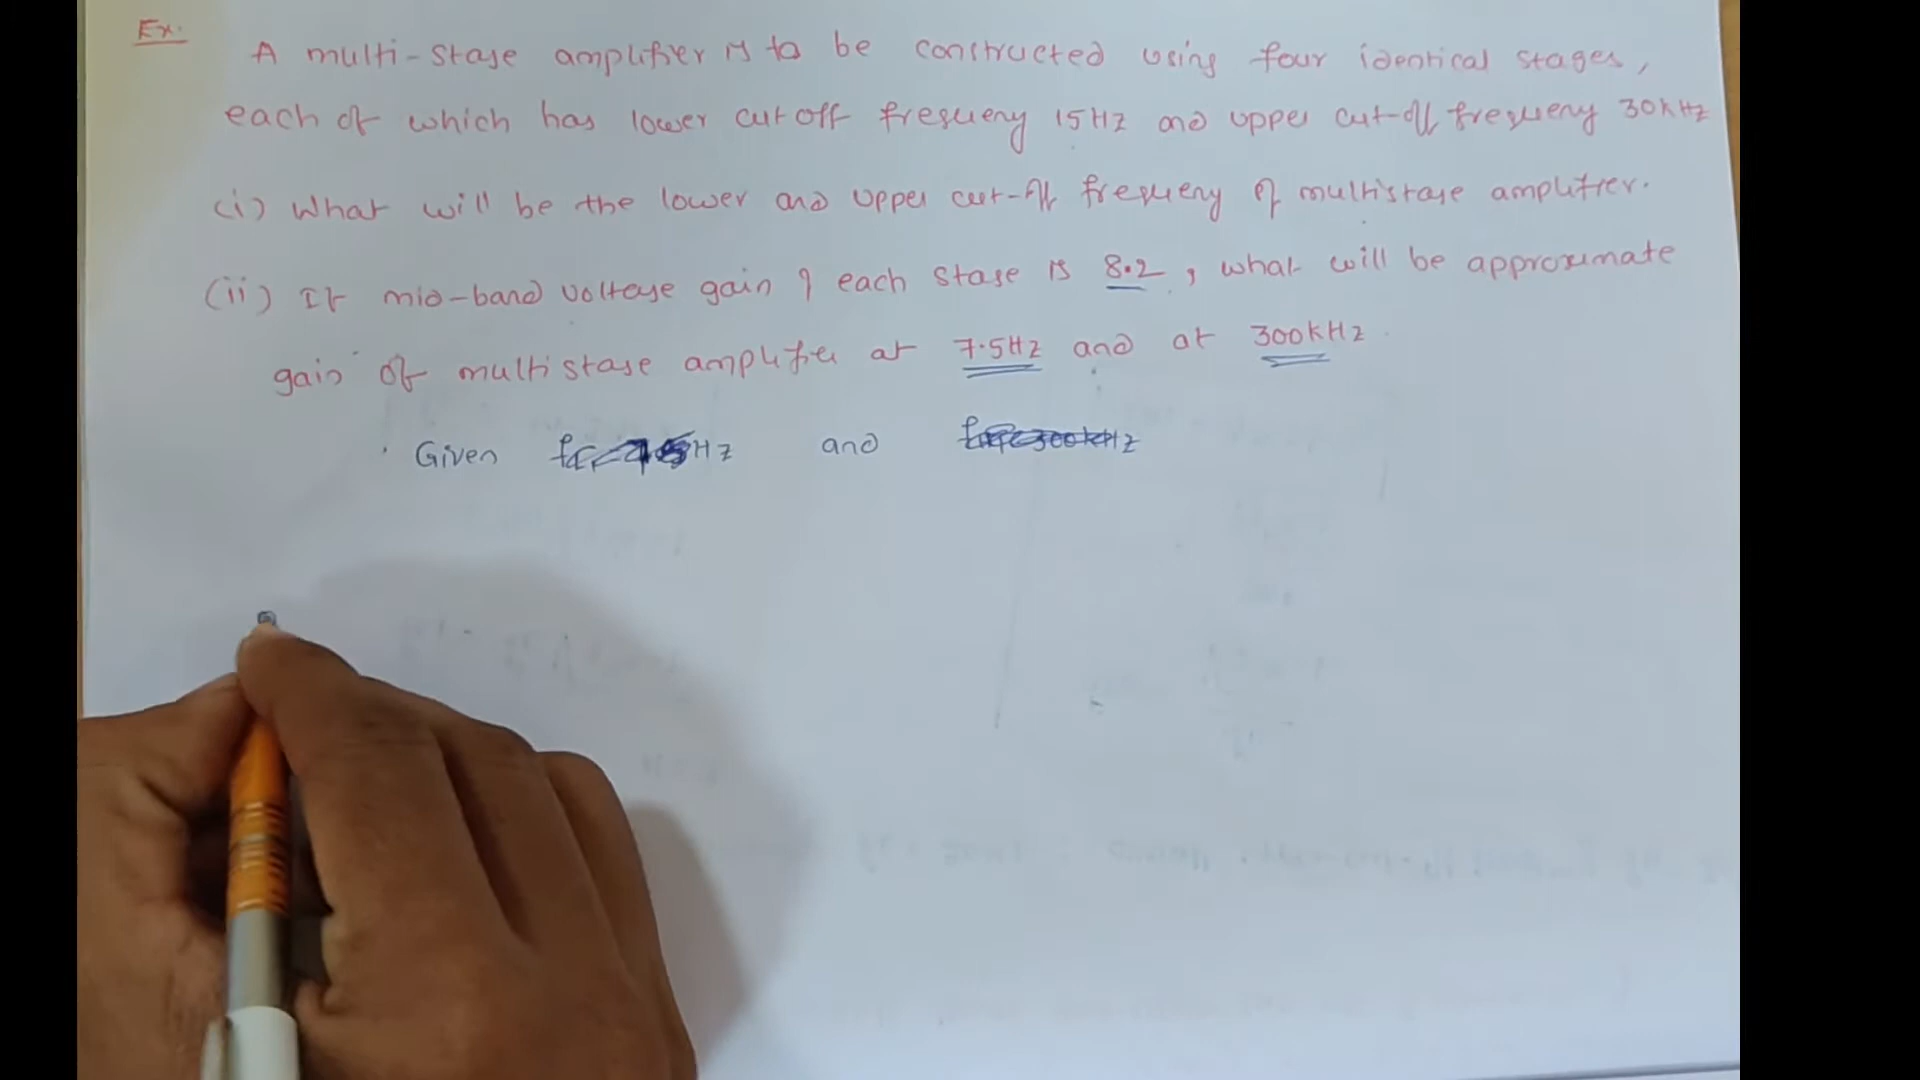 Ex.
A multi-stage amplifier is to be constructed using four identical stages,
each of which has lower cut off frequency 15Hz and upper cut-off frequency 30kHz
(i) What will be the lower and upper cut-off frequency of multistage amplifier.
(ii) If mid-band voltage gain of each stage is 8.2, what will be approximate
gain of multistage amplifier at 7.5Hz and at 300kHz
Given Hz and Hz